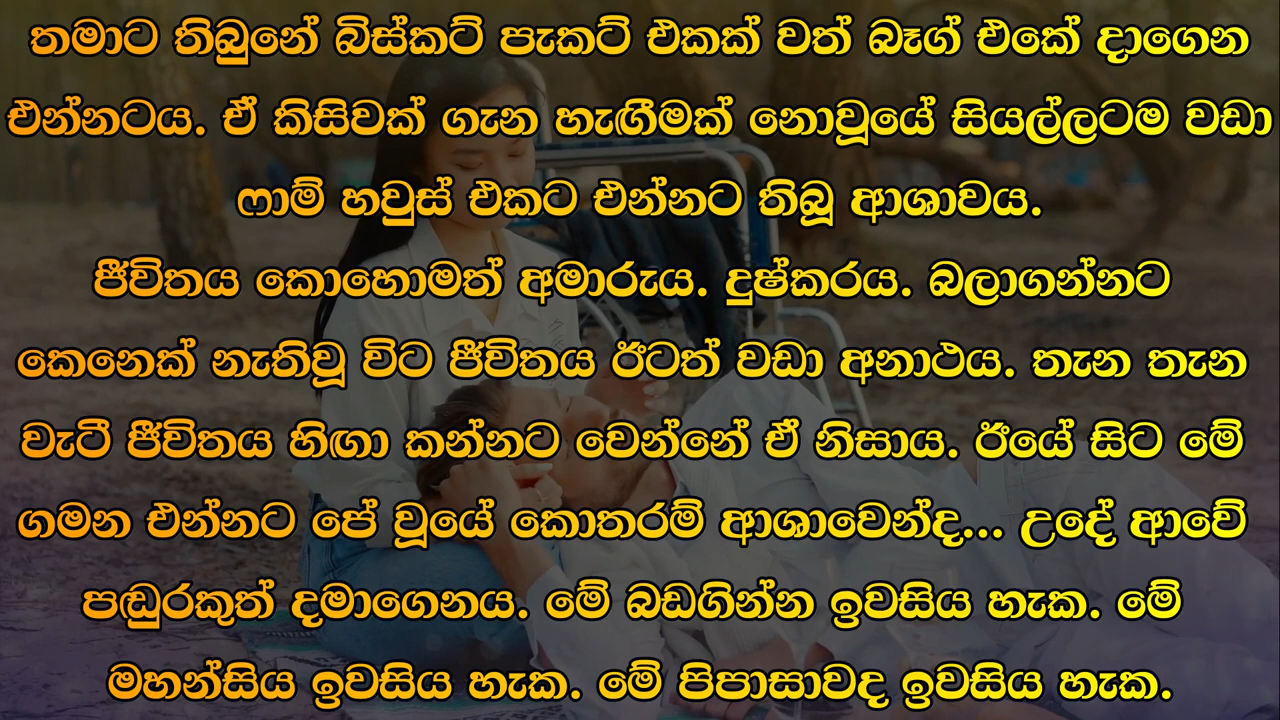 තමාට තිබුනේ බිස්කට් පැකට් එකක් වත් බෑග් එකේ දාගෙන
එන්නටය. ඒ කිසිවක් ගැන හැඟීමක් නොවූයේ සියල්ලටම වඩා
ෆාම් හවුස් එකට එන්නට තිබූ ආශාවය.
ජීවිතය කොහොමත් අමාරුය. දුෂ්කරය. බලාගන්නට
කෙනෙක් නැතිවූ විට ජීවිතය ඊටත් වඩා අනාථය. තැන තැන
වැටී ජීවිතය හිඟා කන්නට වෙන්නේ ඒ නිසාය. ඊයේ සිට මේ
ගමන එන්නට පේ වූයේ කොතරම් ආශාවෙන්ද... උදේ ආවේ
පඬුරකුත් දමාගෙනය. මේ බඩගින්න ඉවසිය හැක. මේ
මහන්සිය ඉවසිය හැක. මේ පිපාසාවද ඉවසිය හැක.